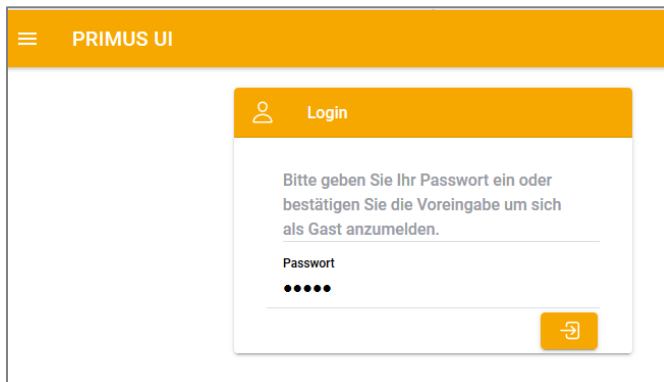 PRIMUS UI
Login
Bitte geben Sie Ihr Passwort ein oder
bestätigen Sie die Voreingabe um sich
als Gast anzumelden.
Passwort
●●●●●